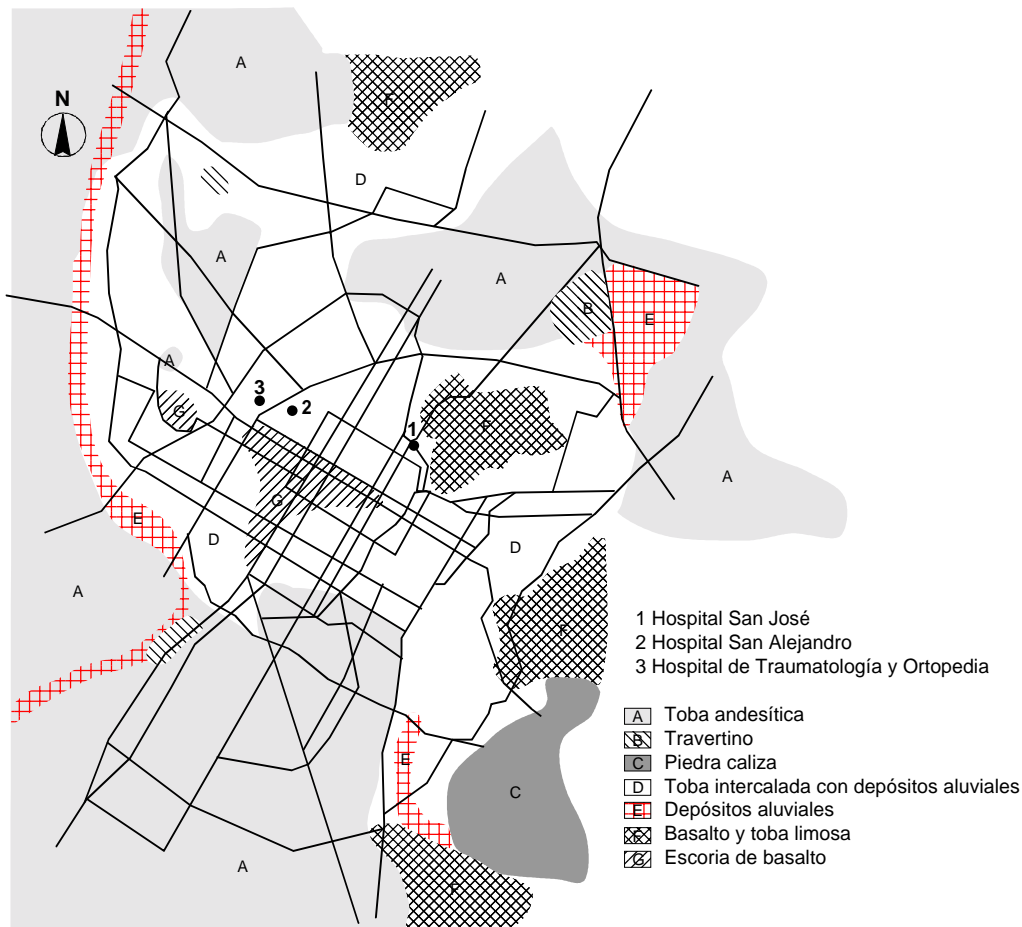 A
F
N
D
A
A
B
E
A
3
2
G
1
F
G
A
E
D
D
A
F
1 Hospital San José
2 Hospital San Alejandro
3 Hospital de Traumatología y Ortopedia
A Toba andesítica
B Travertino
C Piedra caliza
D Toba intercalada con depósitos aluviales
E Depósitos aluviales
F Basalto y toba limosa
G Escoria de basalto
E
C
A
F